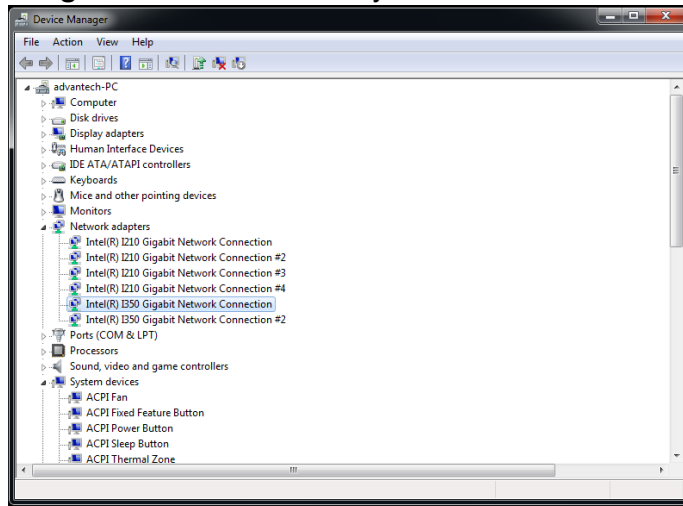 Device Manager
File Action View Help
advantech-PC
Computer
Disk drives
Display adapters
Human Interface Devices
IDE ATA/ATAPI controllers
Keyboards
Mice and other pointing devices
Monitors
Network adapters
Intel(R) I210 Gigabit Network Connection
Intel(R) I210 Gigabit Network Connection #2
Intel(R) I210 Gigabit Network Connection #3
Intel(R) I210 Gigabit Network Connection #4
Intel(R) I350 Gigabit Network Connection
Intel(R) I350 Gigabit Network Connection #2
Ports (COM & LPT)
Processors
Sound, video and game controllers
System devices
ACPI Fan
ACPI Fixed Feature Button
ACPI Power Button
ACPI Sleep Button
ACPI Thermal Zone